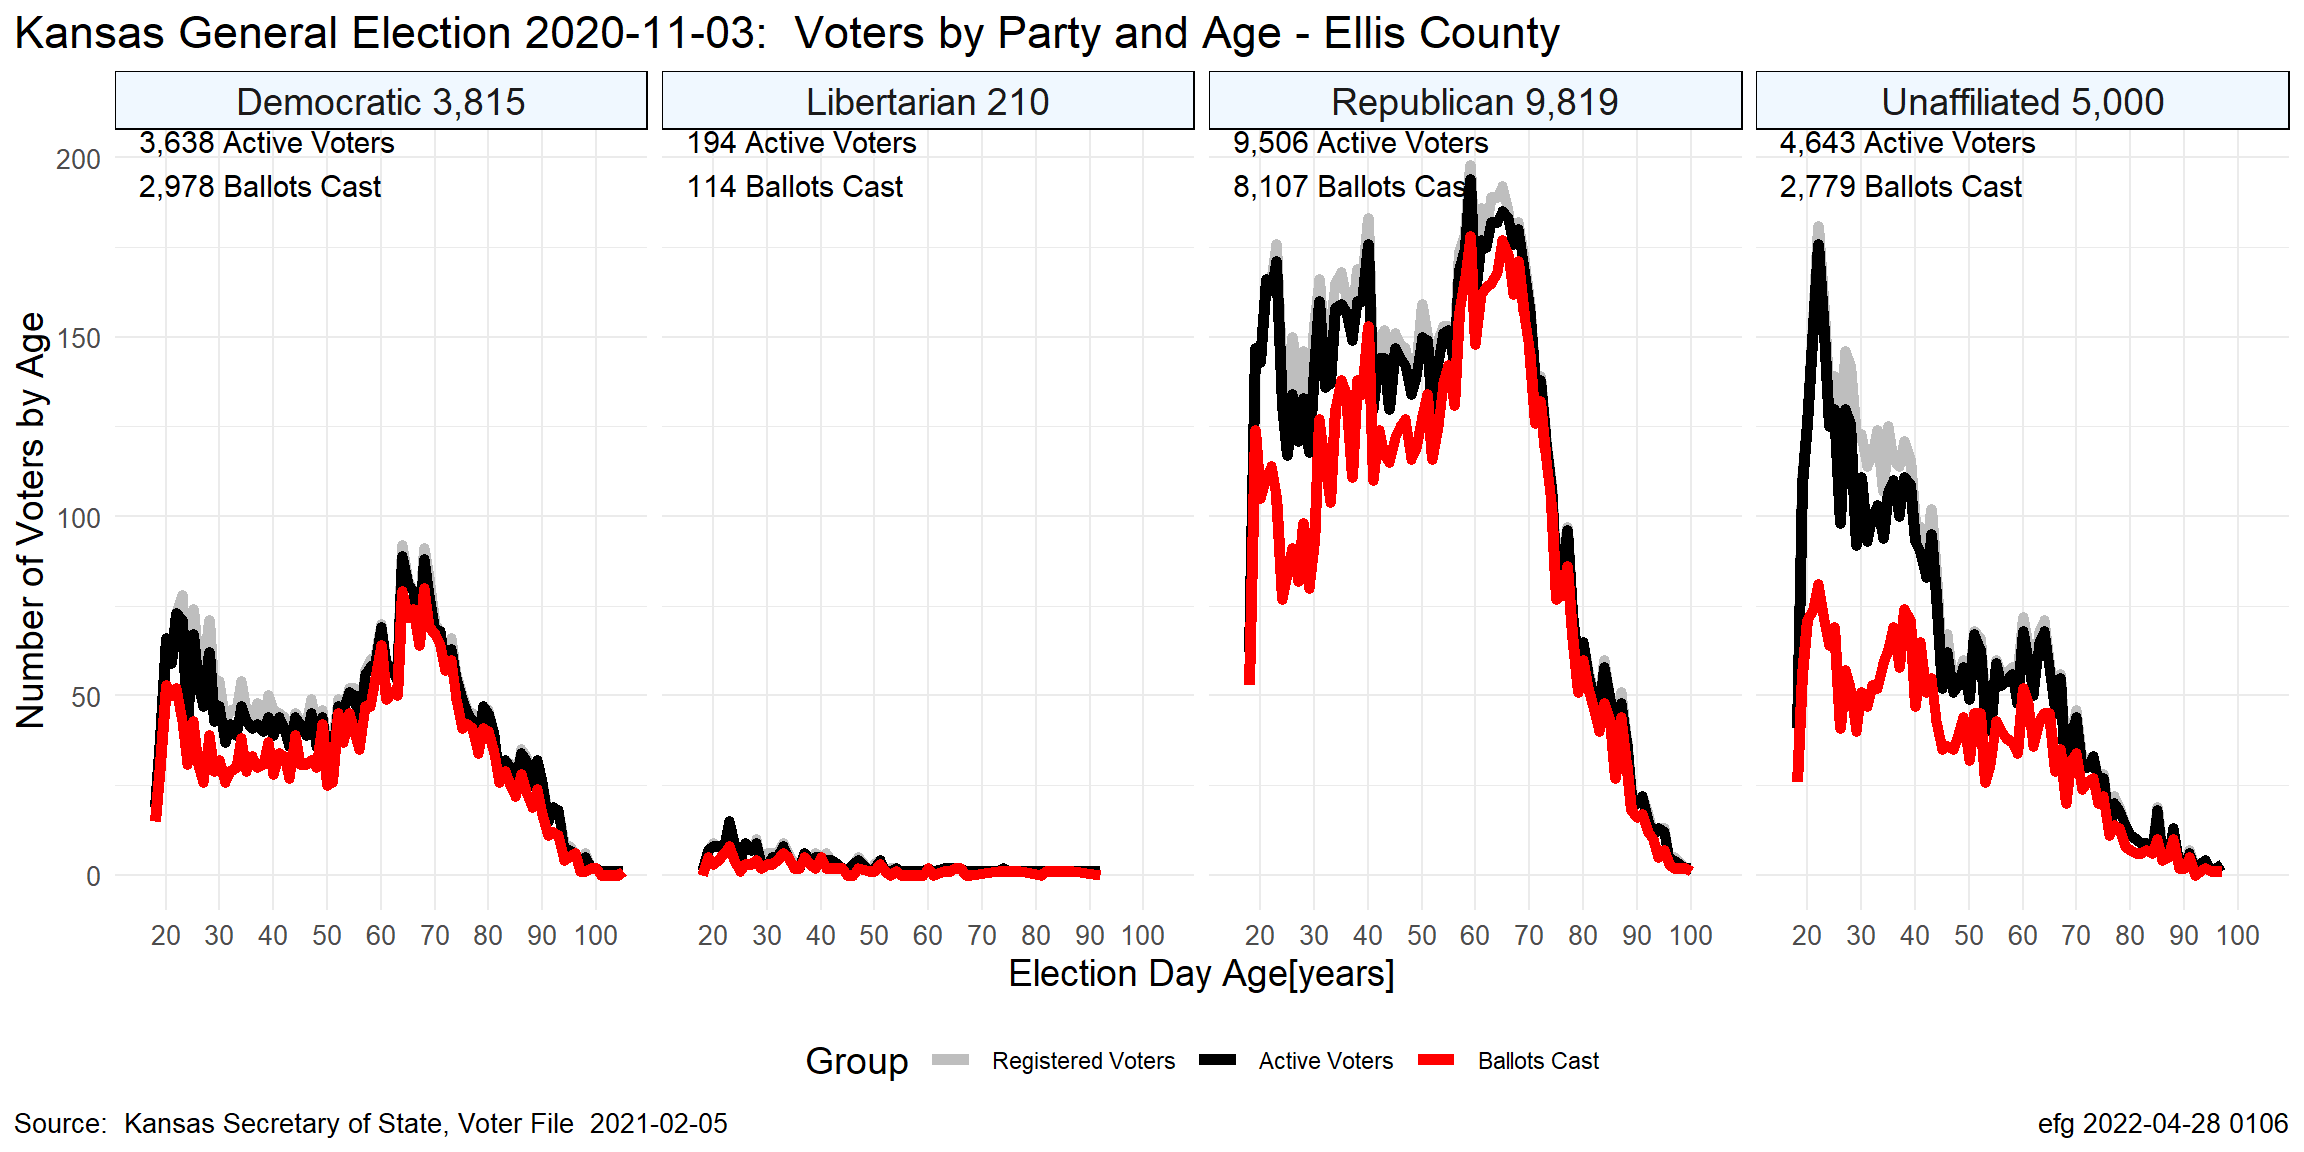 Kansas General Election 2020-11-03:  Voters by Party and Age - Ellis County
Democratic 3,815
Libertarian 210
Republican 9,819
Unaffiliated 5,000
3,638 Active Voters
2,978 Ballots Cast
194 Active Voters
114 Ballots Cast
9,506 Active Voters
8,107 Ballots Cast
4,643 Active Voters
2,779 Ballots Cast
Number of Voters by Age
200
150
100
50
0
20 30 40 50 60 70 80 90 100
20 30 40 50 60 70 80 90 100
20 30 40 50 60 70 80 90 100
20 30 40 50 60 70 80 90 100
Election Day Age[years]
Group Registered Voters Active Voters Ballots Cast
Source:  Kansas Secretary of State, Voter File  2021-02-05
efg 2022-04-28 0106